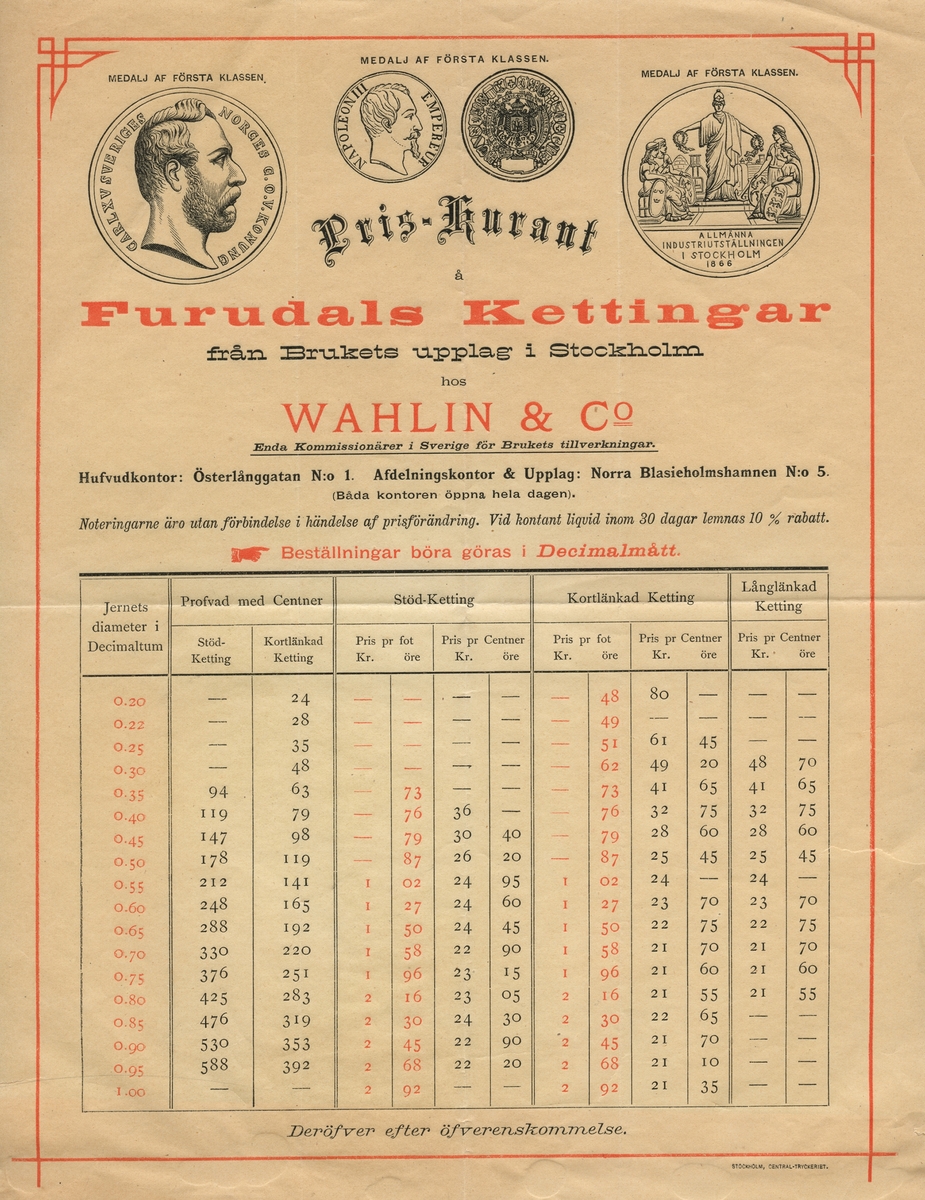 MEDALJ AF FÖRSTA KLASSEN.
MEDALJ AF FÖRSTA KLASSEN.
MEDALJ AF FÖRSTA KLASSEN.
CARL XV SVERIGES NORGES G. O. V. KONUNG
NAPOLEON III EMPEREUR
ALLMÄNNA
INDUSTRIUTSTÄLLNINGEN
I STOCKHOLM
1866
Pris-Kurant
å
Furudals Kettingar
från Brukets upplag i Stockholm
hos
WAHLIN & Co
Enda Kommissionärer i Sverige för Brukets tillverkningar.
Hufvudkontor: Österlånggatan N:o 1. Afdelningskontor & Upplag: Norra Blasieholmshamnen N:o 5.
(Båda kontoren öppna hela dagen).
Noteringarne äro utan förbindelse i händelse af prisförändring. Vid kontant liqvid inom 30 dagar lemnas 10 % rabatt.
Beställningar böra göras i Decimalmått.
Jernets diameter i Decimaltum | Profvad med Centner | Stöd-Ketting | Kortlänkad Ketting | Långlänkad Ketting
Stöd-Ketting | Kortlänkad Ketting | Pris pr fot Kr. öre | Pris pr Centner Kr. öre | Pris pr fot Kr. öre | Pris pr Centner Kr. öre | Pris pr Centner Kr. öre
0.20 — 24 — — — — — 48 80 — — —
0.22 — 28 — — — — — 49 — — — —
0.25 — 35 — — — — — 51 61 45 — —
0.30 — 48 — — — — — 62 49 20 48 70
0.35 94 63 — 73 — — — 73 41 65 41 65
0.40 119 79 — 76 36 — — 76 32 75 32 75
0.45 147 98 — 79 30 40 — 79 28 60 28 60
0.50 178 119 — 87 26 20 — 87 25 45 25 45
0.55 212 141 1 02 24 95 1 02 24 — 24 —
0.60 248 165 1 27 24 60 1 27 23 70 23 70
0.65 288 192 1 50 24 45 1 50 22 75 22 75
0.70 330 220 1 58 22 90 1 58 21 70 21 70
0.75 376 251 1 96 23 15 1 96 21 60 21 60
0.80 425 283 2 16 23 05 2 16 21 55 21 55
0.85 476 319 2 30 24 30 2 30 22 65 — —
0.90 530 353 2 45 22 90 2 45 21 70 — —
0.95 588 392 2 68 22 20 2 68 21 10 — —
1.00 — — 2 92 — — 2 92 21 35 — —
Deröfver efter öfverenskommelse.
STOCKHOLM, CENTRAL-TRYCKERIET.